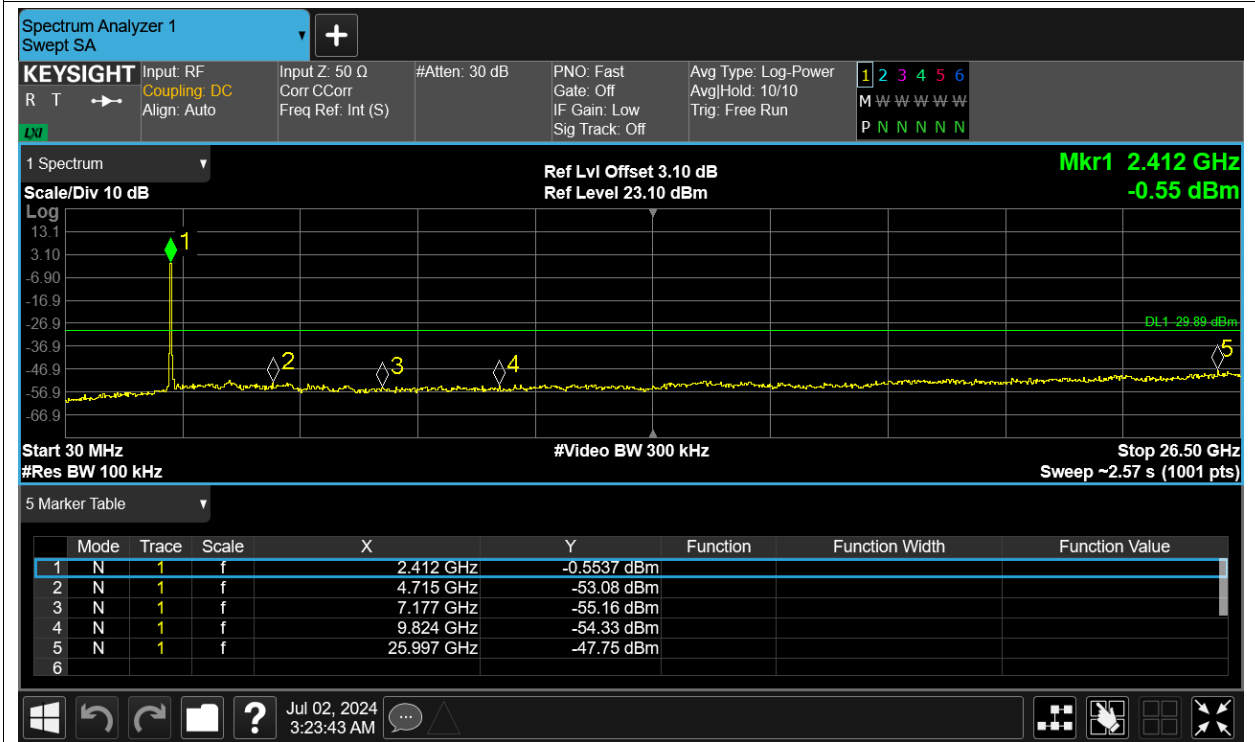 Spectrum Analyzer 1
Swept SA
KEYSIGHT Input: RF Input Z: 50 Ω #Atten: 30 dB PNO: Fast Avg Type: Log-Power 1 2 3 4 5 6
R T Coupling: DC Corr CCorr Gate: Off Avg|Hold: 10/10 M W W W W W
Align: Auto Freq Ref: Int (S) IF Gain: Low Trig: Free Run
LXI Sig Track: Off P N N N N N
1 Spectrum Ref Lvl Offset 3.10 dB Mkr1 2.412 GHz
Scale/Div 10 dB Ref Level 23.10 dBm -0.55 dBm
Log
13.1
1
3.10
-6.90
-16.9
-26.9
DL1 -29.89 dBm
-36.9
2 3 4 5
-46.9
-56.9
-66.9
Start 30 MHz #Video BW 300 kHz Stop 26.50 GHz
#Res BW 100 kHz Sweep ~2.57 s (1001 pts)
5 Marker Table
Mode Trace Scale X Y Function Function Width Function Value
1 N 1 f 2.412 GHz -0.5537 dBm
2 N 1 f 4.715 GHz -53.08 dBm
3 N 1 f 7.177 GHz -55.16 dBm
4 N 1 f 9.824 GHz -54.33 dBm
5 N 1 f 25.997 GHz -47.75 dBm
6
? Jul 02, 2024
3:23:43 AM